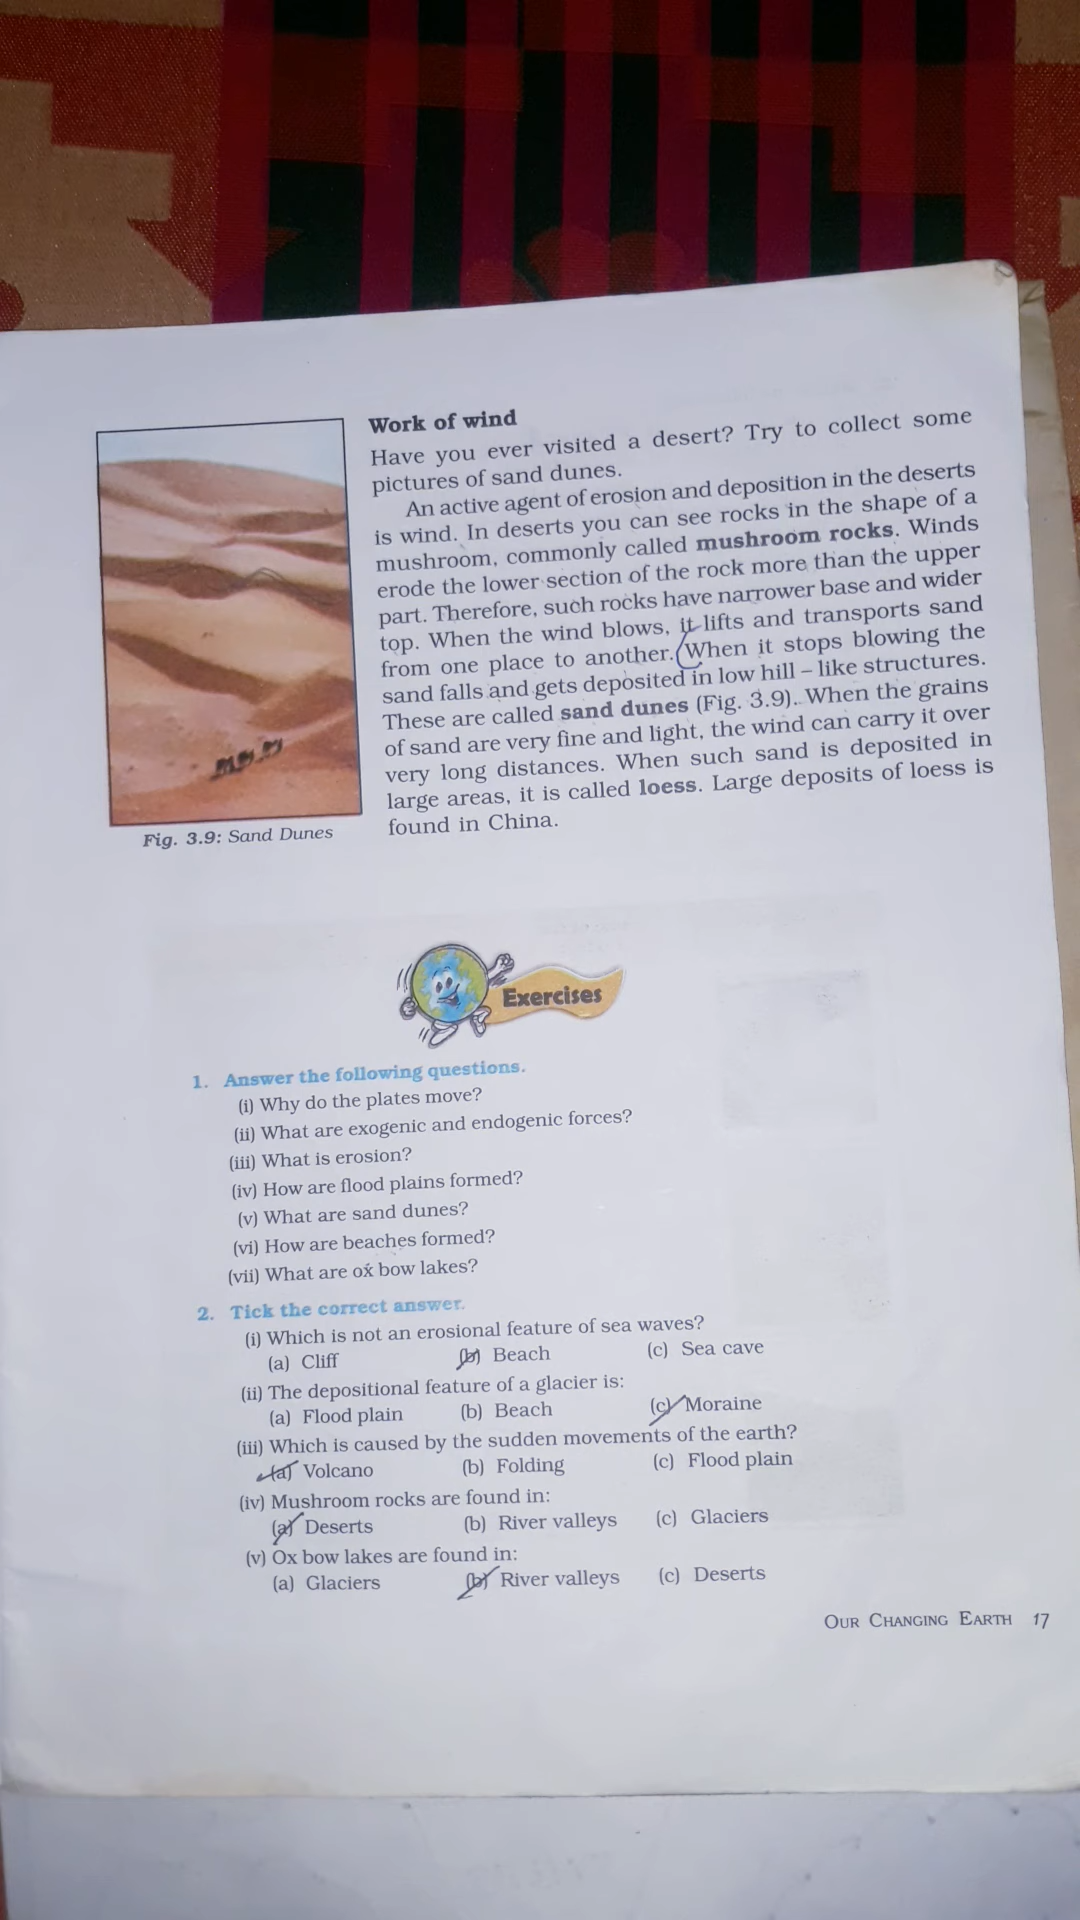 Work of wind
Have you ever visited a desert? Try to collect some
pictures of sand dunes.
An active agent of erosion and deposition in the deserts
is wind. In deserts you can see rocks in the shape of a
mushroom, commonly called mushroom rocks. Winds
erode the lower section of the rock more than the upper
part. Therefore, such rocks have narrower base and wider
top. When the wind blows, it lifts and transports sand
from one place to another. When it stops blowing the
sand falls and gets deposited in low hill – like structures.
These are called sand dunes (Fig. 3.9). When the grains
of sand are very fine and light, the wind can carry it over
very long distances. When such sand is deposited in
large areas, it is called loess. Large deposits of loess is
found in China.
Fig. 3.9: Sand Dunes
Exercises
1. Answer the following questions.
(i) Why do the plates move?
(ii) What are exogenic and endogenic forces?
(iii) What is erosion?
(iv) How are flood plains formed?
(v) What are sand dunes?
(vi) How are beaches formed?
(vii) What are ox bow lakes?
2. Tick the correct answer.
(i) Which is not an erosional feature of sea waves?
(a) Cliff (b) Beach (c) Sea cave
(ii) The depositional feature of a glacier is:
(a) Flood plain (b) Beach (c) Moraine
(iii) Which is caused by the sudden movements of the earth?
(a) Volcano (b) Folding (c) Flood plain
(iv) Mushroom rocks are found in:
(a) Deserts (b) River valleys (c) Glaciers
(v) Ox bow lakes are found in:
(a) Glaciers (b) River valleys (c) Deserts
OUR CHANGING EARTH 17